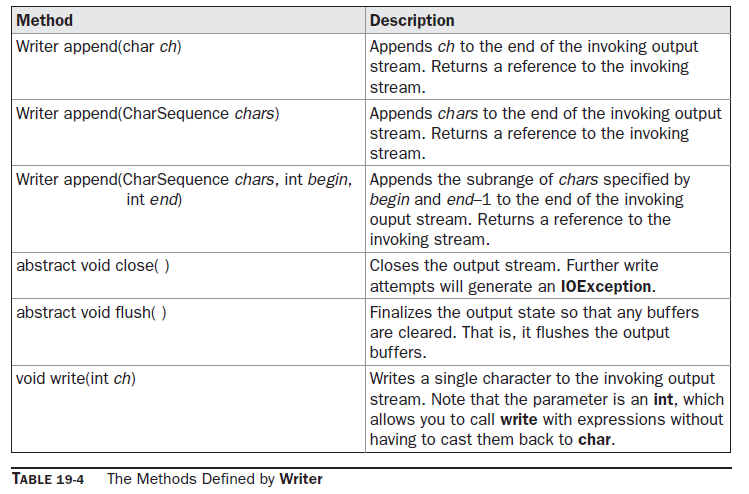 Method Description
Writer append(char ch) Appends ch to the end of the invoking output
stream. Returns a reference to the invoking
stream.
Writer append(CharSequence chars) Appends chars to the end of the invoking output
stream. Returns a reference to the invoking
stream.
Writer append(CharSequence chars, int begin, Appends the subrange of chars specified by
int end) begin and end–1 to the end of the invoking
ouput stream. Returns a reference to the
invoking stream.
abstract void close( ) Closes the output stream. Further write
attempts will generate an IOException.
abstract void flush( ) Finalizes the output state so that any buffers
are cleared. That is, it flushes the output
buffers.
void write(int ch) Writes a single character to the invoking output
stream. Note that the parameter is an int, which
allows you to call write with expressions without
having to cast them back to char.
TABLE 19-4 The Methods Defined by Writer